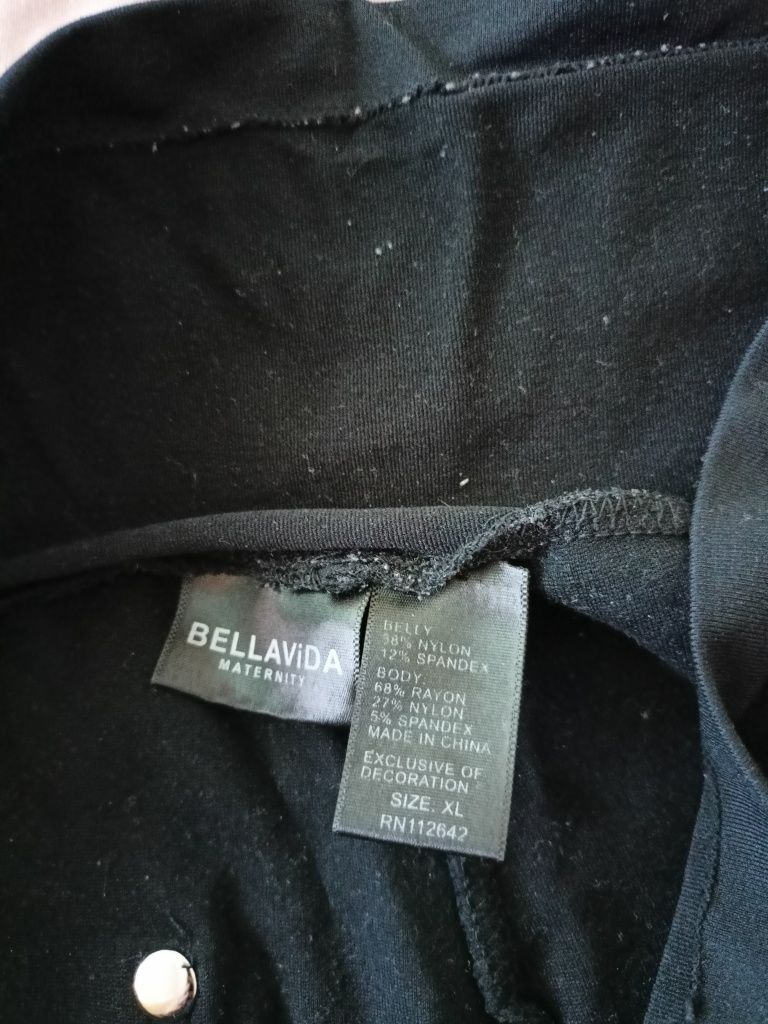 BELLAViDA
MATERNITY
BELLY
NYLON
12% SPANDEX
BODY.
68% RAYON
27% NYLON
5% SPANDEX
MADE IN CHINA
EXCLUSIVE OF
DECORATION
SIZE. XL
RN112642